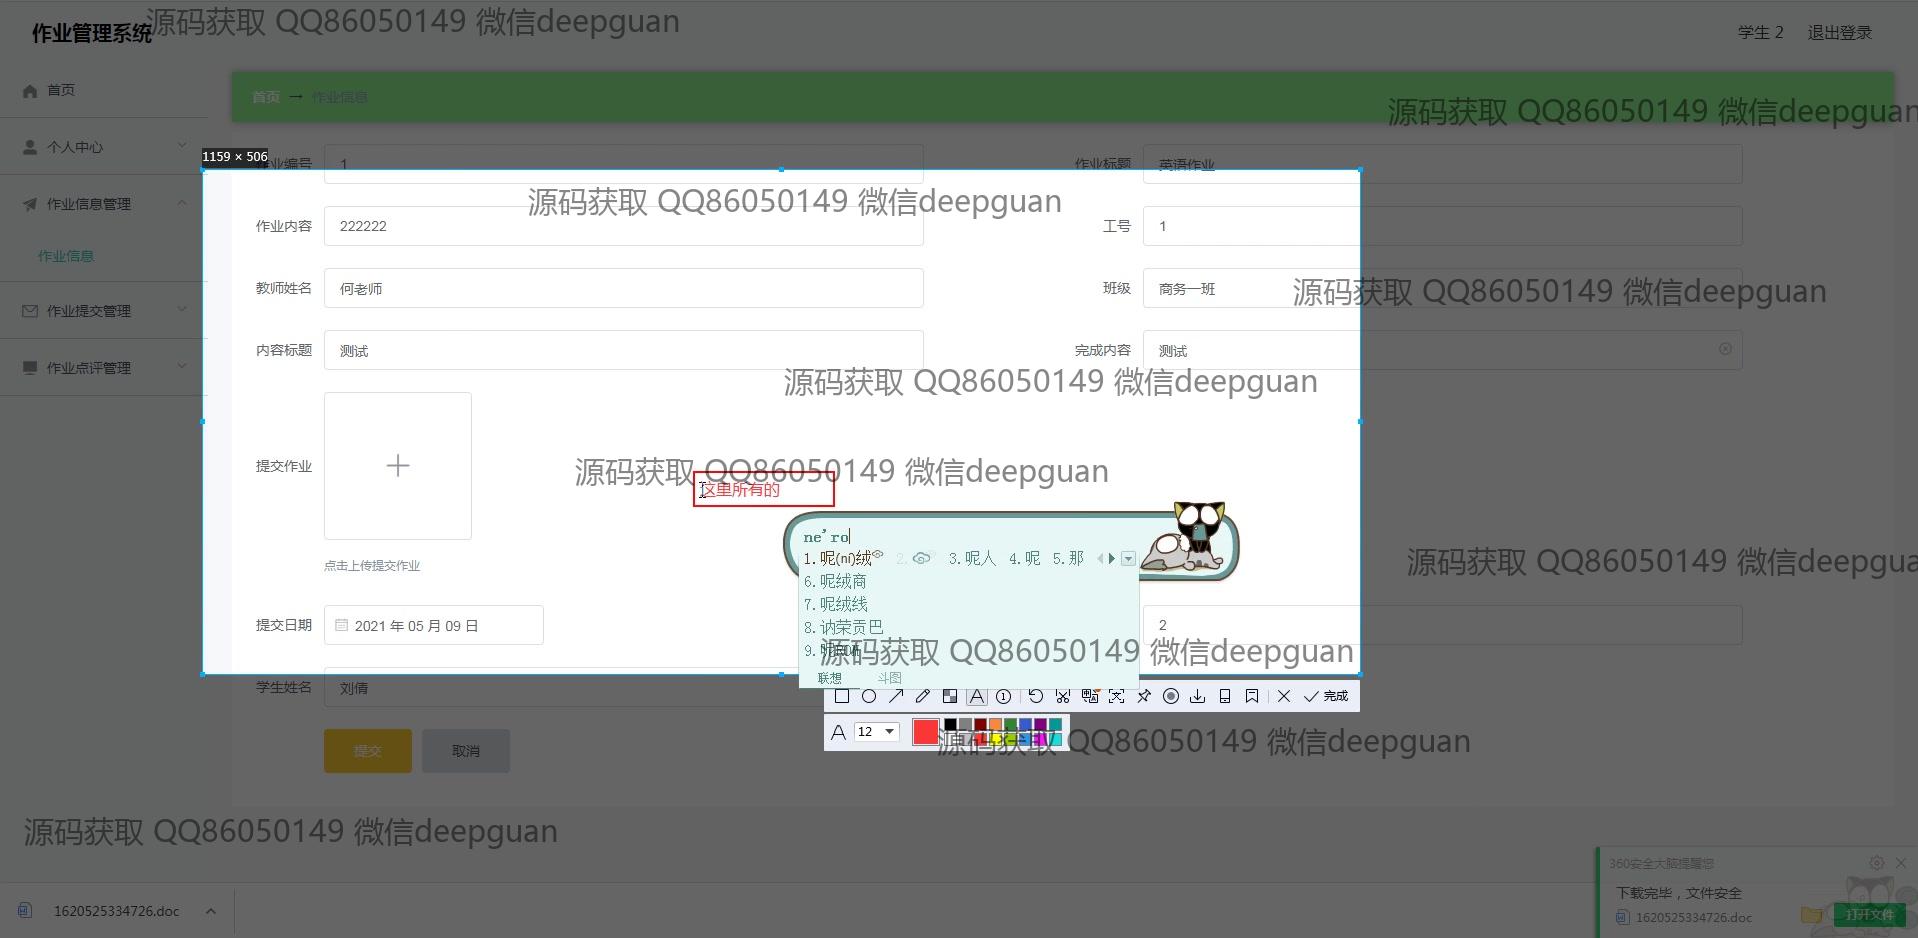 源码获取 QQ86050149 微信deepguan
作业管理系统
学生 2
退出登录
首页
首页 → 作业信息
源码获取 QQ86050149 微信deepguan
个人中心
1159 × 506
作业编号
1
作业标题
英语作业
作业信息管理
源码获取 QQ86050149 微信deepguan
作业内容
222222
工号
1
作业信息
教师姓名
何老师
班级
商务一班
源码获取 QQ86050149 微信deepguan
作业提交管理
内容标题
测试
完成内容
测试
作业点评管理
源码获取 QQ86050149 微信deepguan
提交作业
源码获取 QQ86050149 微信deepguan
这里所有的
ne'ro
1.呢(ní)绒
2.
3.呢人
4.呢
5.那
6.呢绒商
7.呢绒线
8.讷荣贡巴
9.
联想
斗图
点击上传提交作业
源码获取 QQ86050149 微信deepguan
提交日期
2021 年 05 月 09 日
2
源码获取 QQ86050149 微信deepguan
学生姓名
刘倩
完成
A
12
源码获取 QQ86050149 微信deepguan
提交
取消
源码获取 QQ86050149 微信deepguan
360安全大脑提醒您
下载完毕，文件安全
1620525334726.doc
打开文件
1620525334726.doc